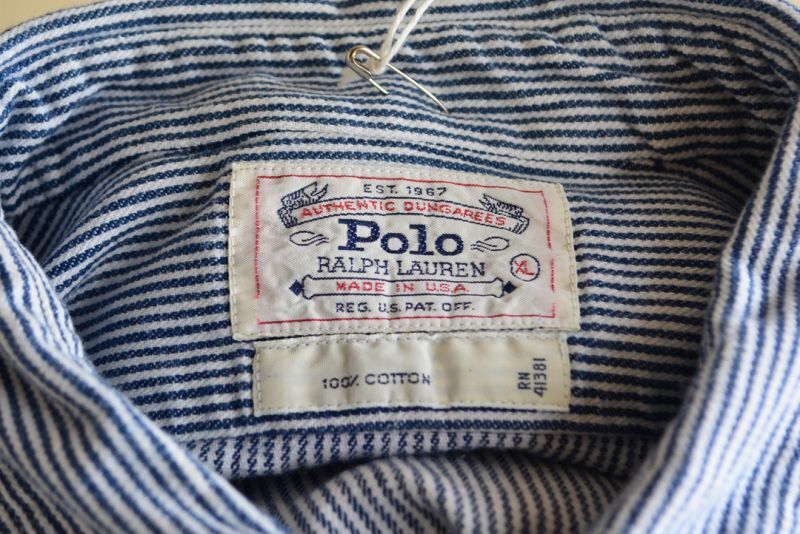 EST. 1967
AUTHENTIC DUNGAREES
Polo
RALPH LAUREN
XL
MADE IN U.S.A.
REG. U.S. PAT. OFF.
100% COTTON
RN
41381